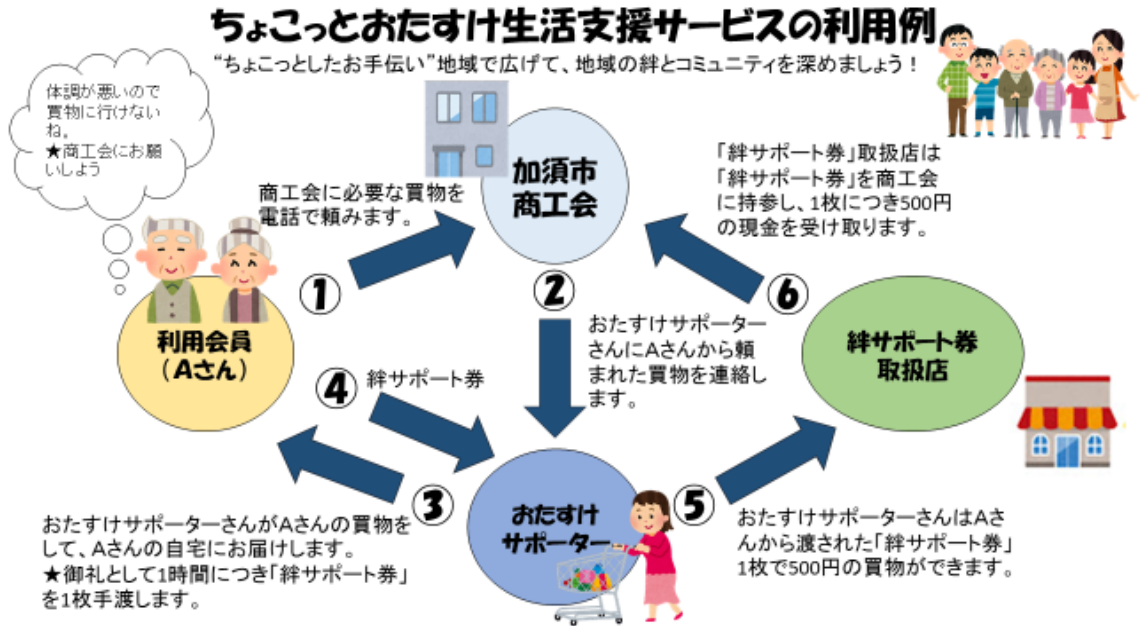 ちょこっとおたすけ生活支援サービスの利用例
“ちょこっとしたお手伝い”地域で広げて、地域の絆とコミュニティを深めましょう！
体調が悪いので
買物に行けない
ね。
★商工会にお願
いしよう
商工会に必要な買物を
電話で頼みます。
加須市
商工会
「絆サポート券」取扱店は
「絆サポート券」を商工会
に持参し、1枚につき500円
の現金を受け取ります。
①
②
⑥
利用会員
（Aさん）
おたすけサポーター
さんにAさんから頼
まれた買物を連絡し
ます。
絆サポート券
取扱店
④
絆サポート券
③
おたすけサポーターさんがAさんの買物を
して、Aさんの自宅にお届けします。
★御礼として1時間につき「絆サポート券」
を1枚手渡します。
おたすけ
サポーター
⑤
おたすけサポーターさんはAさ
んから渡された「絆サポート券」
1枚で500円の買物ができます。